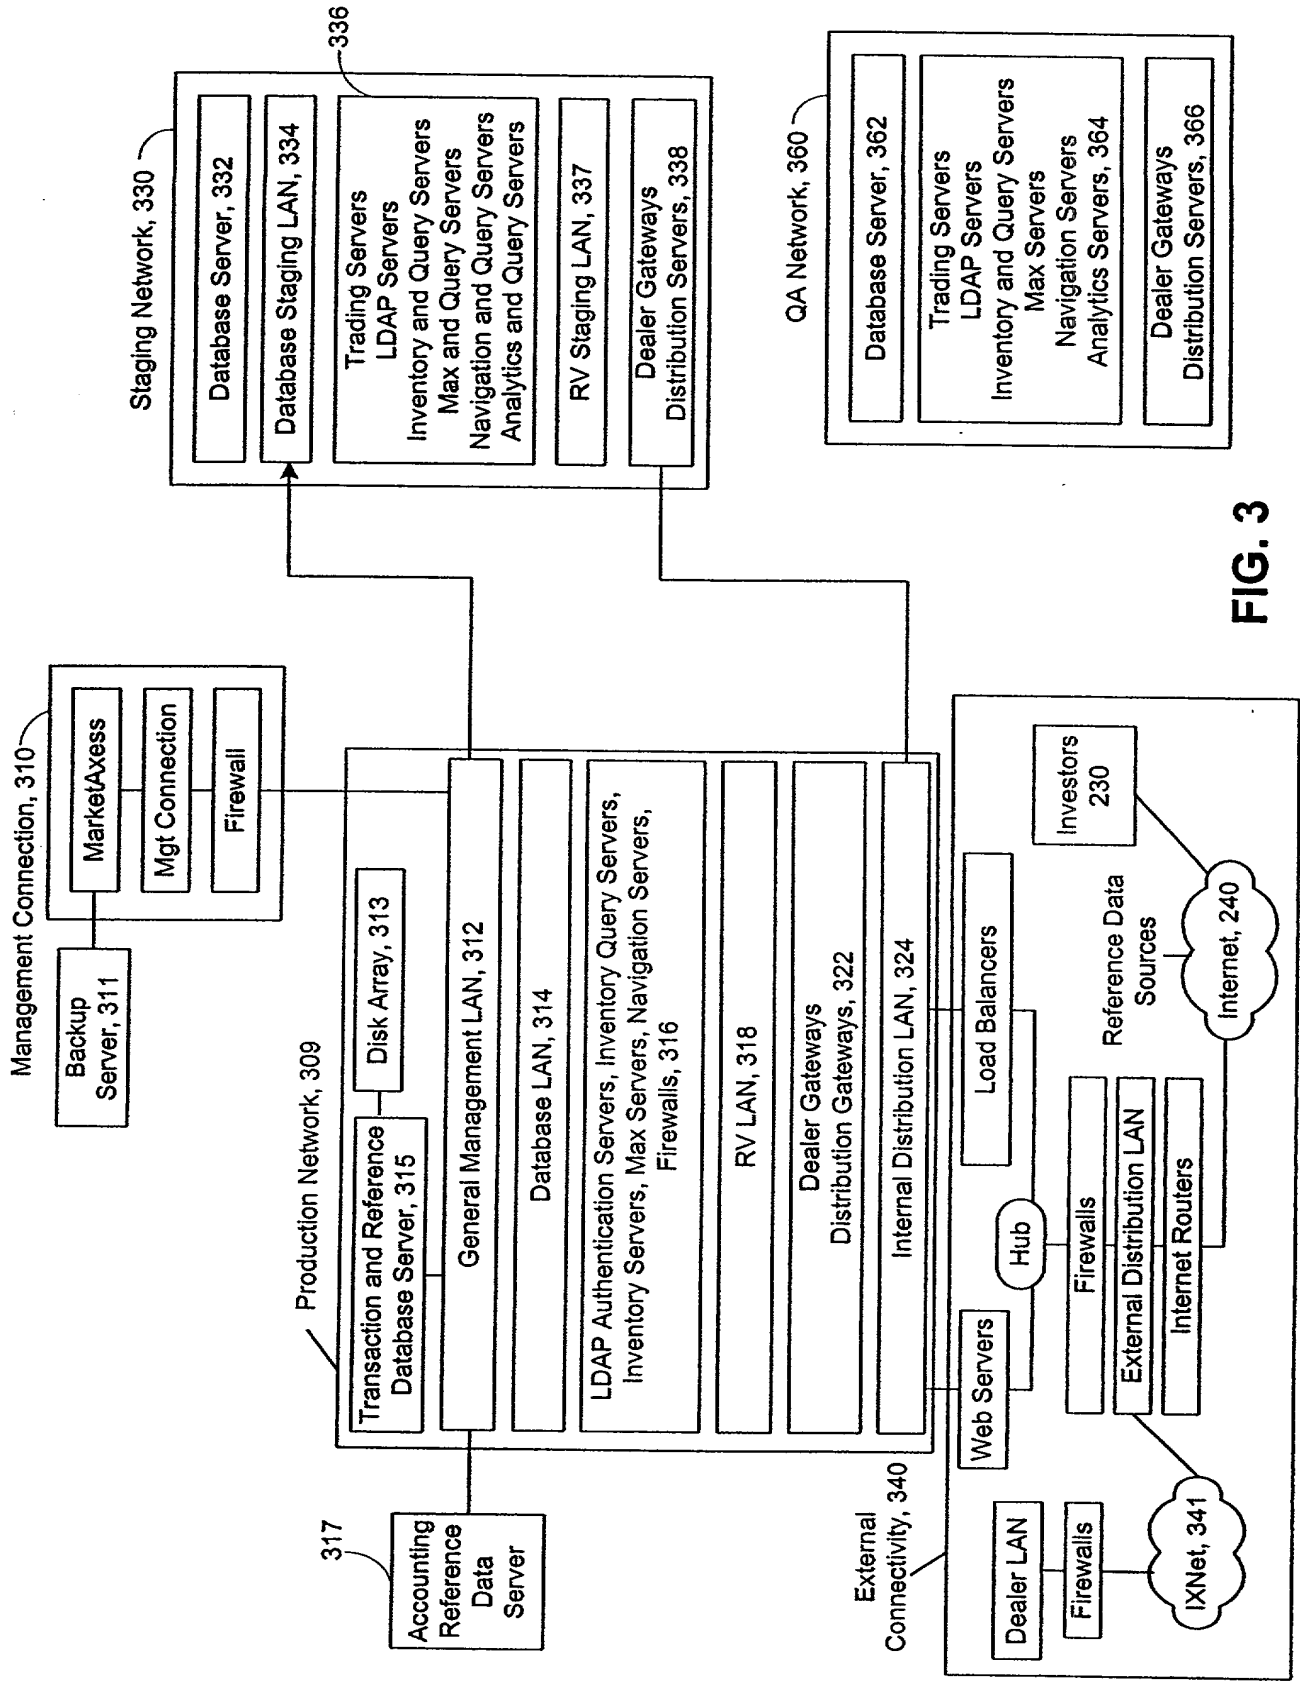 Management Connection, 310
Backup
Server, 311
MarketAxess
Mgt Connection
Firewall
Staging Network, 330
Database Server, 332
Database Staging LAN, 334
336
Trading Servers
LDAP Servers
Inventory and Query Servers
Max and Query Servers
Navigation and Query Servers
Analytics and Query Servers
RV Staging LAN, 337
Dealer Gateways
Distribution Servers, 338
Production Network, 309
Transaction and Reference
Database Server, 315
Disk Array, 313
General Management LAN, 312
Database LAN, 314
LDAP Authentication Servers, Inventory Query Servers,
Inventory Servers, Max Servers, Navigation Servers,
Firewalls, 316
RV LAN, 318
Dealer Gateways
Distribution Gateways, 322
Internal Distribution LAN, 324
317
Accounting
Reference
Data
Server
QA Network, 360
Database Server, 362
Trading Servers
LDAP Servers
Inventory and Query Servers
Max Servers
Navigation Servers
Analytics Servers, 364
Dealer Gateways
Distribution Servers, 366
External
Connectivity, 340
Web Servers
Load Balancers
Hub
Dealer LAN
Firewalls
IXNet, 341
Firewalls
External Distribution LAN
Internet Routers
Investors
230
Reference Data
Sources
Internet, 240
FIG. 3